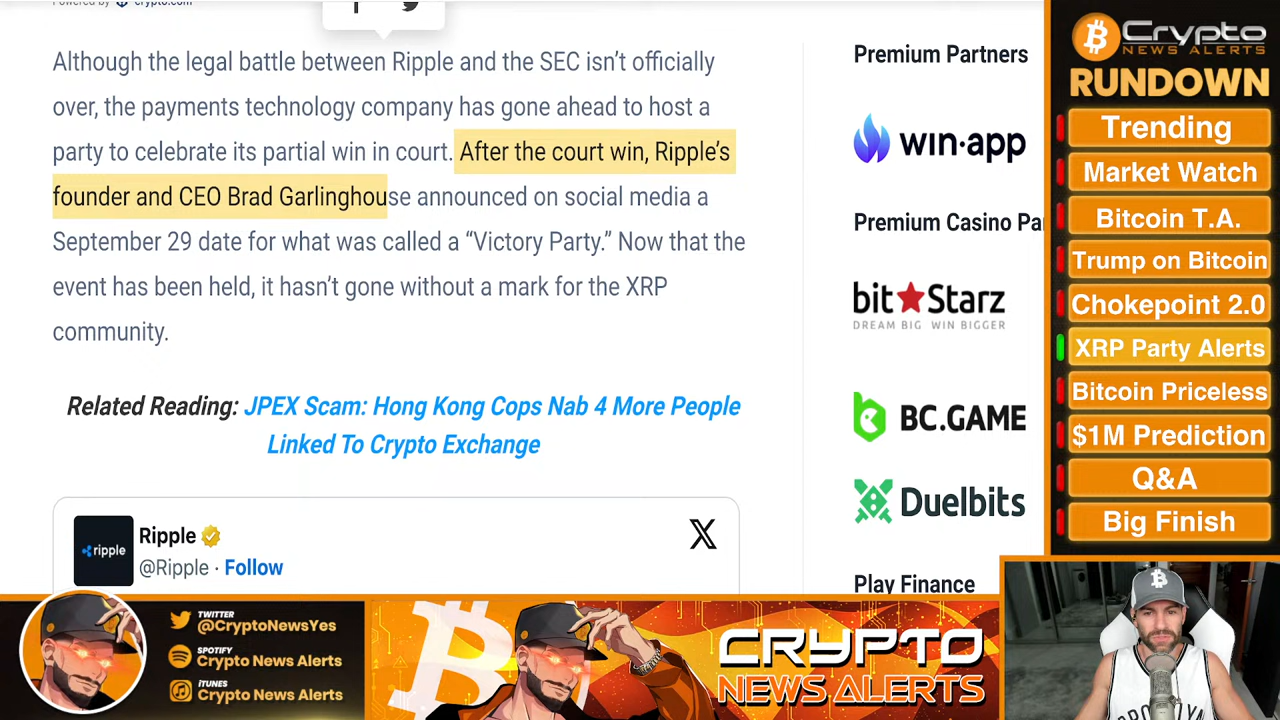 Powered by crypto.com
Although the legal battle between Ripple and the SEC isn’t officially
over, the payments technology company has gone ahead to host a
party to celebrate its partial win in court. After the court win, Ripple’s
founder and CEO Brad Garlinghouse announced on social media a
September 29 date for what was called a “Victory Party.” Now that the
event has been held, it hasn’t gone without a mark for the XRP
community.
Related Reading: JPEX Scam: Hong Kong Cops Nab 4 More People
Linked To Crypto Exchange
ripple
Ripple
@Ripple · Follow
Premium Partners
win·app
Premium Casino Pa
bit Starz
DREAM BIG WIN BIGGER
BC.GAME
Duelbits
Play Finance
Crypto
NEWS ALERTS
RUNDOWN
Trending
Market Watch
Bitcoin T.A.
Trump on Bitcoin
Chokepoint 2.0
XRP Party Alerts
Bitcoin Priceless
$1M Prediction
Q&A
Big Finish
TWITTER
@CryptoNewsYes
SPOTIFY
Crypto News Alerts
iTUNES
Crypto News Alerts
CRYPTO
NEWS ALERTS